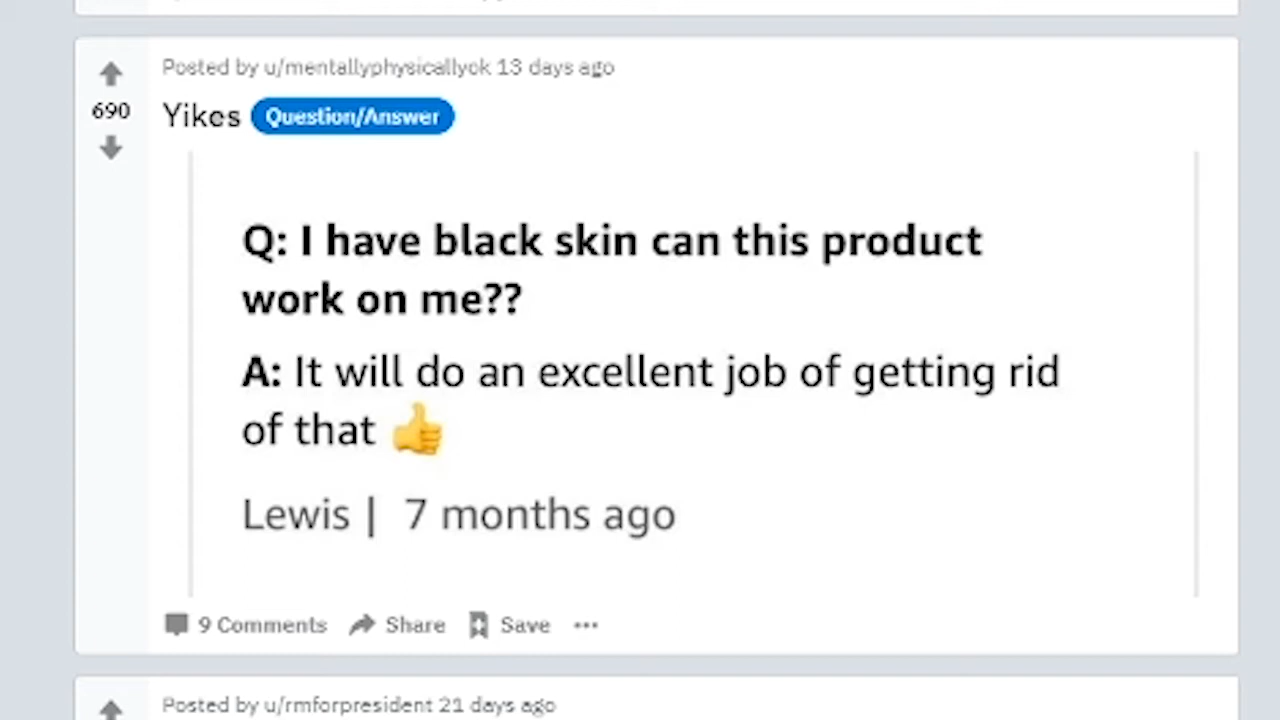 Posted by u/mentallyphysicallyok 13 days ago
690
Yikes Question/Answer
Q: I have black skin can this product
work on me??
A: It will do an excellent job of getting rid
of that 👍
Lewis | 7 months ago
9 Comments Share Save ...
Posted by u/rmforpresident 21 days ago